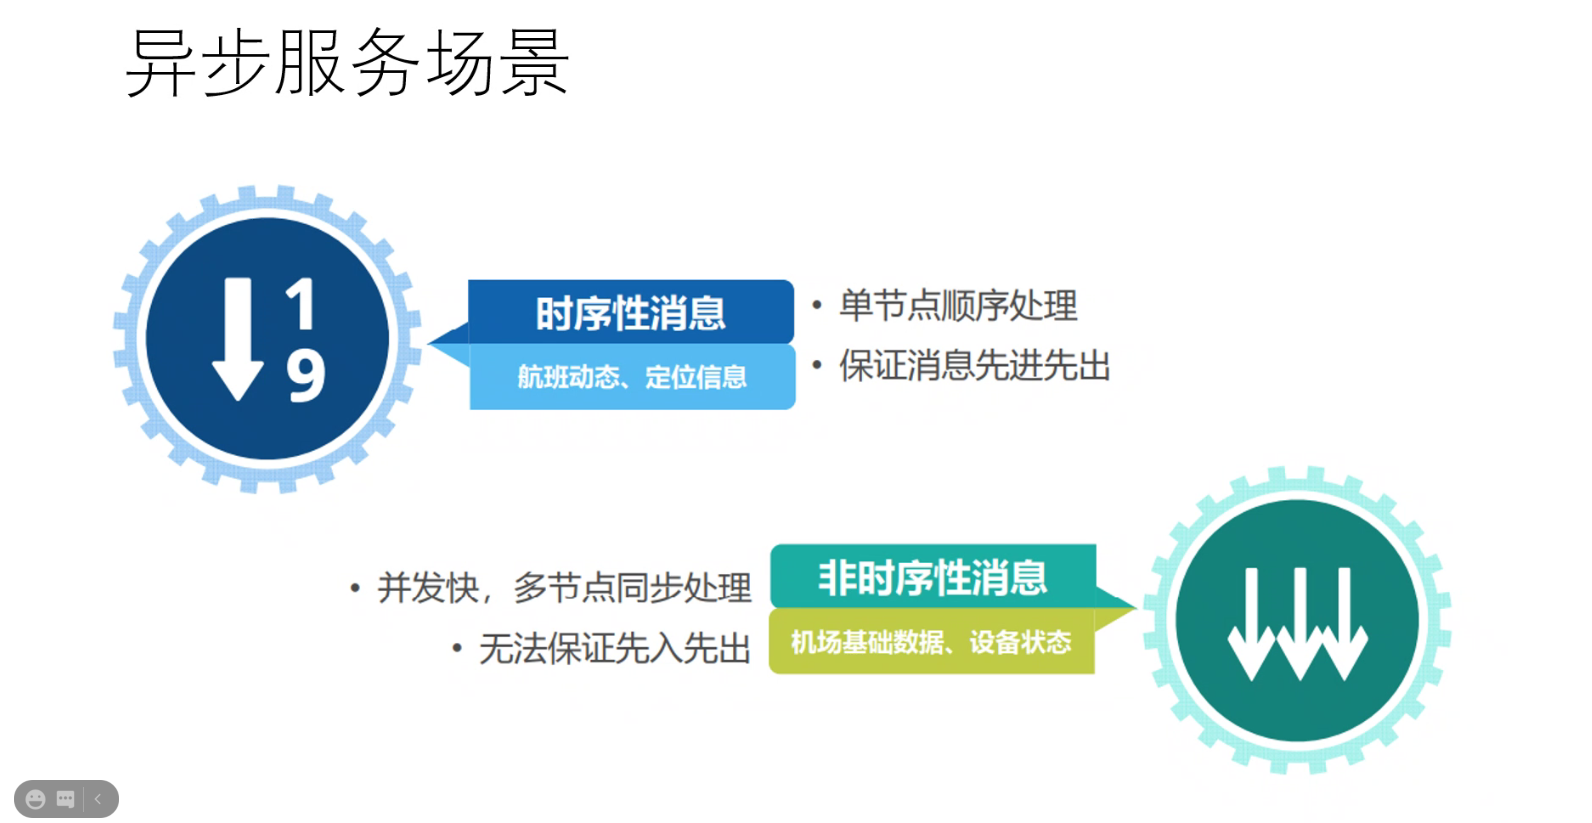 异步服务场景
1
9
时序性消息
航班动态、定位信息
• 单节点顺序处理
• 保证消息先进先出
• 并发快，多节点同步处理
• 无法保证先入先出
非时序性消息
机场基础数据、设备状态